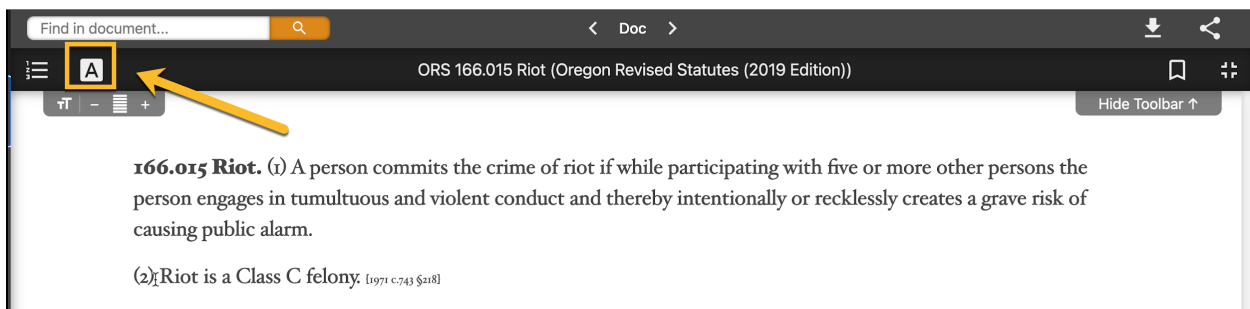 Find in document...
Doc
A
ORS 166.015 Riot (Oregon Revised Statutes (2019 Edition))
TT − +
Hide Toolbar ↑
166.015 Riot. (1) A person commits the crime of riot if while participating with five or more other persons the
person engages in tumultuous and violent conduct and thereby intentionally or recklessly creates a grave risk of
causing public alarm.
(2) Riot is a Class C felony. [1971 c.743 §218]